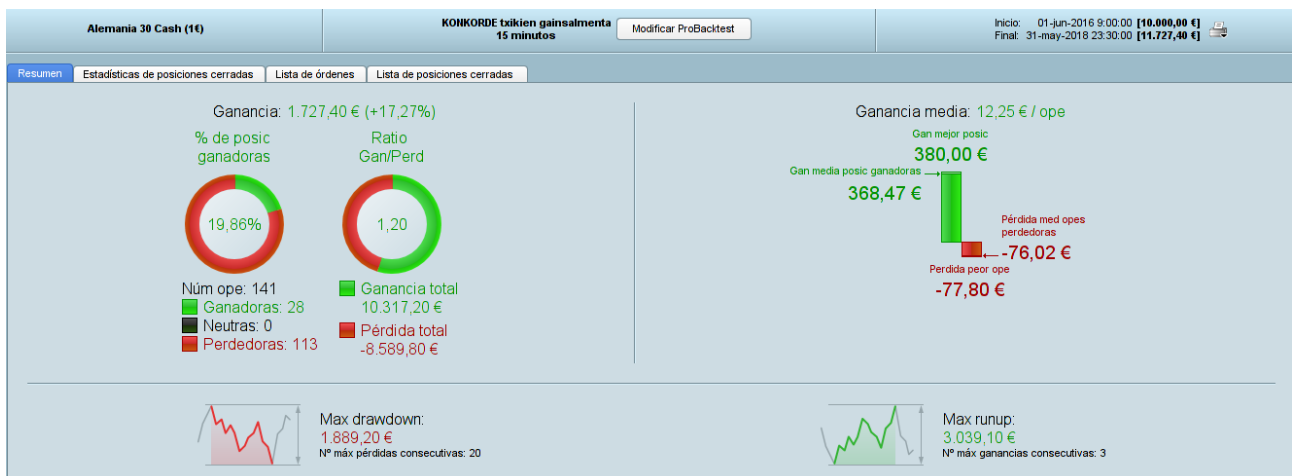 Alemania 30 Cash (1€)
KONKORDE txikien gainsalmenta
15 minutos
Modificar ProBacktest
Inicio: 01-jun-2016 9:00:00 [10.000,00 €]
Final: 31-may-2018 23:30:00 [11.727,40 €]
Resumen
Estadísticas de posiciones cerradas
Lista de órdenes
Lista de posiciones cerradas
Ganancia: 1.727,40 € (+17,27%)
% de posic
ganadoras
Ratio
Gan/Perd
19,86%
1,20
Núm ope: 141
Ganadoras: 28
Neutras: 0
Perdedoras: 113
Ganancia total
10.317,20 €
Pérdida total
-8.589,80 €
Ganancia media: 12,25 € / ope
Gan mejor posic
380,00 €
Gan media posic ganadoras
368,47 €
Pérdida med opes
perdedoras
-76,02 €
Perdida peor ope
-77,80 €
Max drawdown:
1.889,20 €
Nº máx pérdidas consecutivas: 20
Max runup:
3.039,10 €
Nº máx ganancias consecutivas: 3